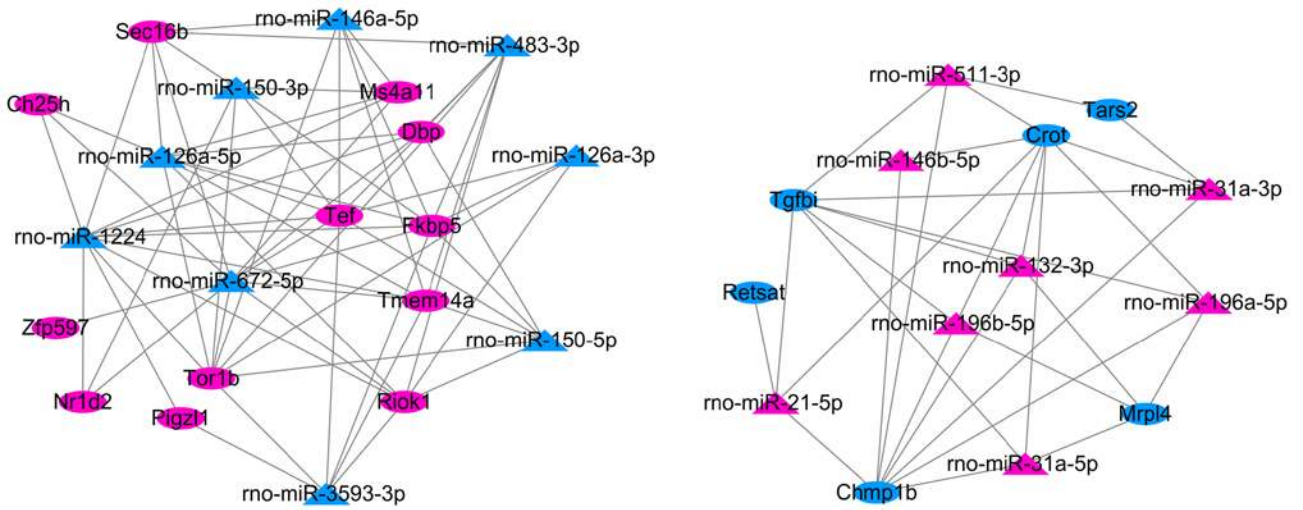 Sec16b
rno-miR-146a-5p
rno-miR-483-3p
rno-miR-150-3p
Ms4a11
Ch25h
Dbp
rno-miR-126a-5p
rno-miR-126a-3p
Tef
Fkbp5
rno-miR-1224
rno-miR-672-5p
Tmem14a
Zfp597
rno-miR-150-5p
Tor1b
Nr1d2
Riok1
Pigzl1
rno-miR-3593-3p
rno-miR-511-3p
Tars2
Crot
rno-miR-146b-5p
rno-miR-31a-3p
Tgfbi
rno-miR-132-3p
Retsat
rno-miR-196a-5p
rno-miR-196b-5p
rno-miR-21-5p
Mrpl4
rno-miR-31a-5p
Chmp1b